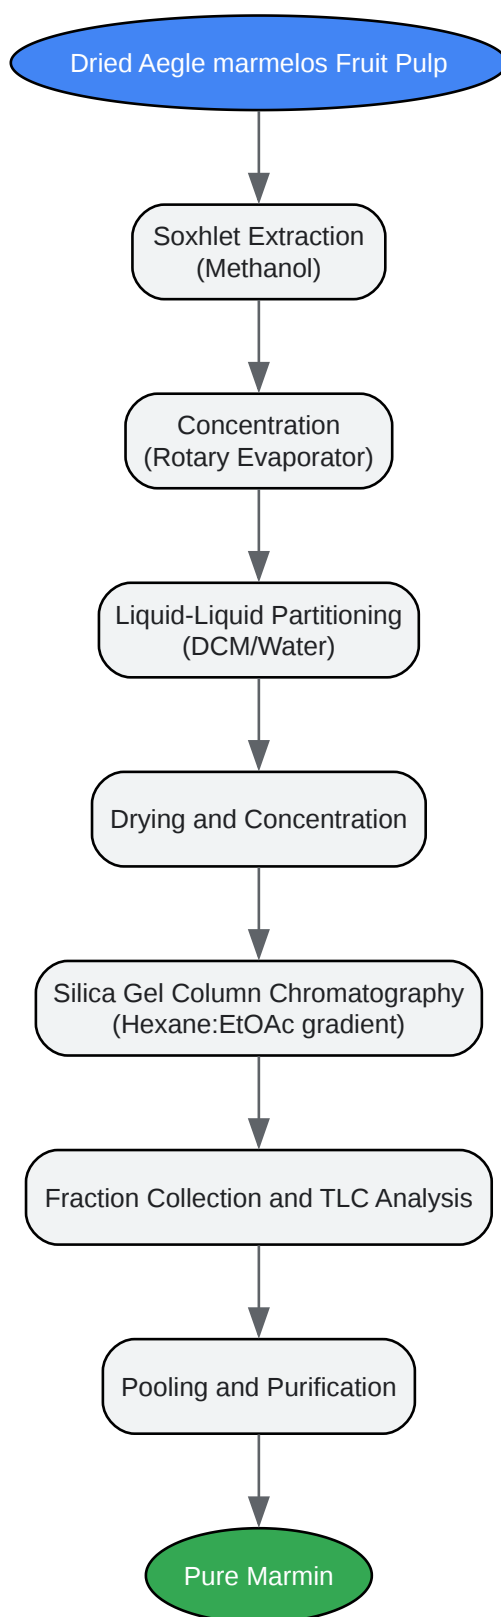 Dried Aegle marmelos Fruit Pulp
Soxhlet Extraction
(Methanol)
Concentration
(Rotary Evaporator)
Liquid-Liquid Partitioning
(DCM/Water)
Drying and Concentration
Silica Gel Column Chromatography
(Hexane:EtOAc gradient)
Fraction Collection and TLC Analysis
Pooling and Purification
Pure Marmin